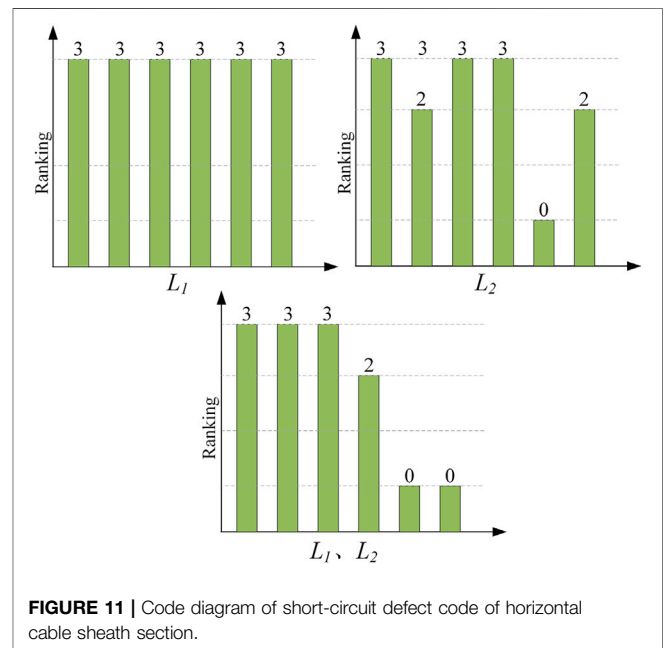 3 3 3 3 3 3
Ranking
L1
3 3 3 3
2
2
0
Ranking
L2
3 3 3
2
0 0
Ranking
L1、L2
FIGURE 11 | Code diagram of short-circuit defect code of horizontal
cable sheath section.